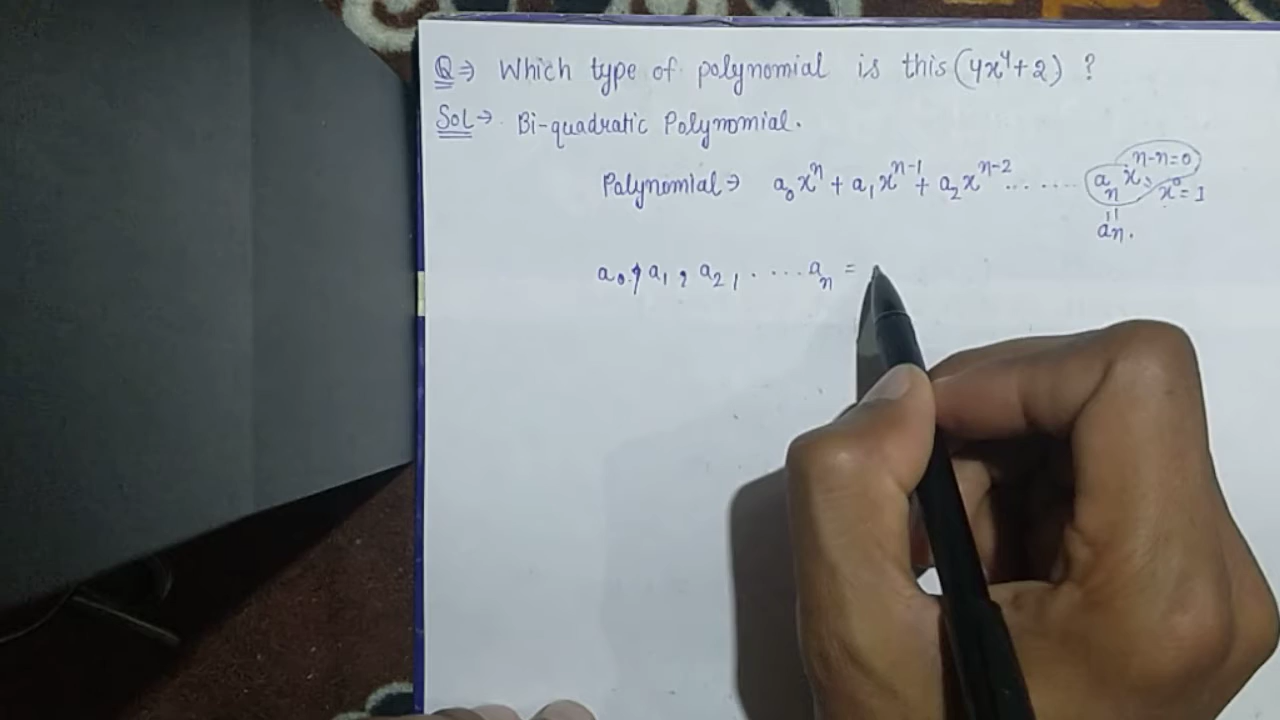 Q⇒ Which type of polynomial is this (4x⁴+2) ?
Sol→ Bi-quadratic Polynomial.
Polynomial→ a₀xⁿ + a₁xⁿ⁻¹ + a₂xⁿ⁻² ....... aₙ x n-n=0
x⁰=1
"
an.
a₀, a₁, a₂, ..... aₙ =